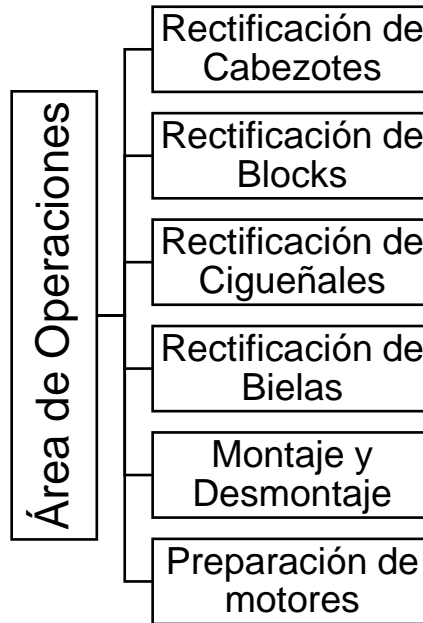 Área de Operaciones
Rectificación de
Cabezotes
Rectificación de
Blocks
Rectificación de
Cigueñales
Rectificación de
Bielas
Montaje y
Desmontaje
Preparación de
motores